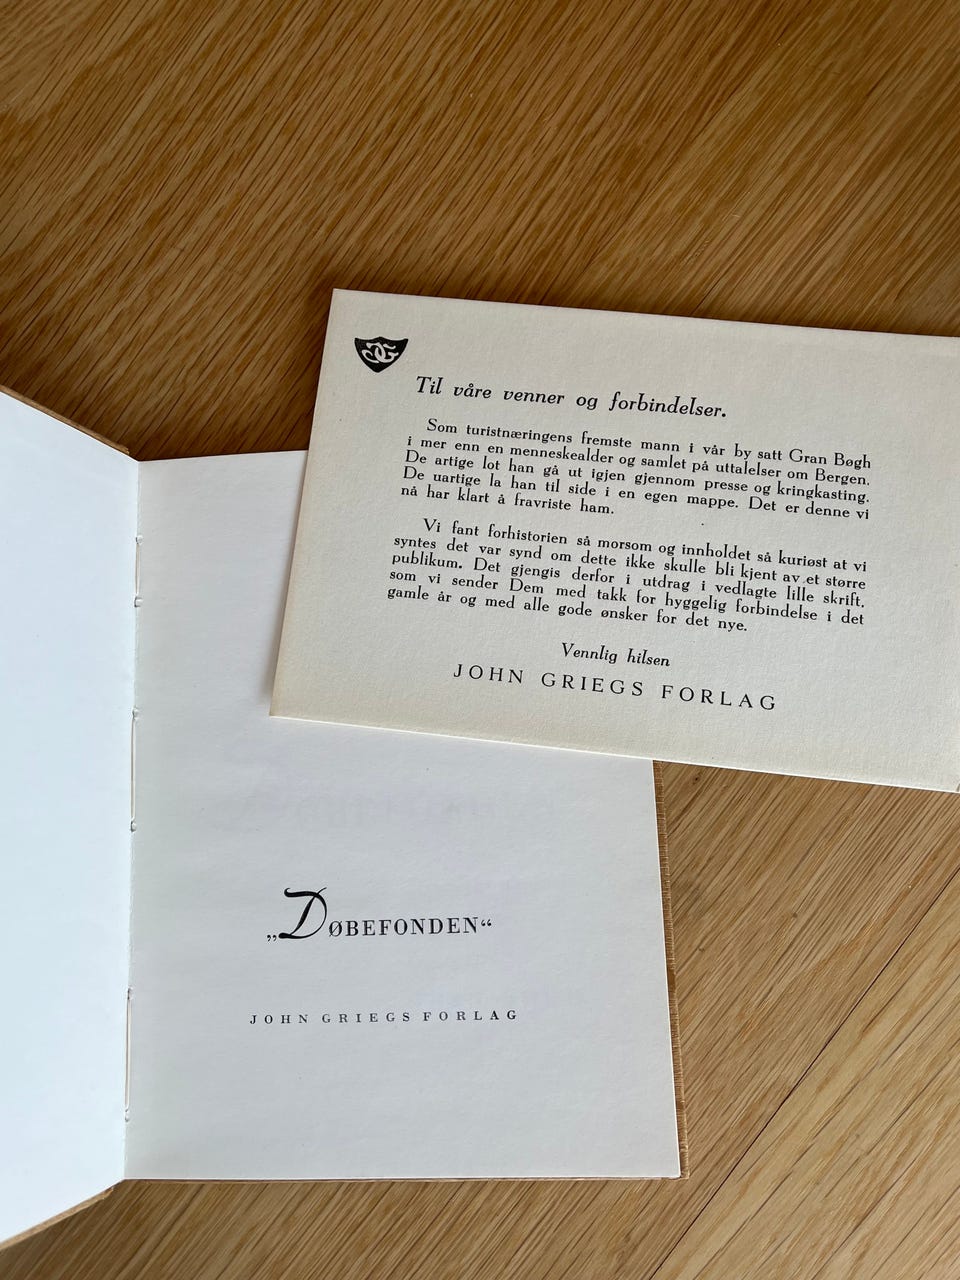 JG
Til våre venner og forbindelser.
Som turistnæringens fremste mann i vår by satt Gran Bøgh
i mer enn en menneskealder og samlet på uttalelser om Bergen.
De artige lot han gå ut igjen gjennom presse og kringkasting.
De uartige la han til side i en egen mappe. Det er denne vi
nå har klart å fravriste ham.
Vi fant forhistorien så morsom og innholdet så kuriøst at vi
syntes det var synd om dette ikke skulle bli kjent av et større
publikum. Det gjengis derfor i utdrag i vedlagte lille skrift,
som vi sender Dem med takk for hyggelig forbindelse i det
gamle år og med alle gode ønsker for det nye.
Vennlig hilsen
JOHN GRIEGS FORLAG
„DØBEFONDEN“
JOHN GRIEGS FORLAG